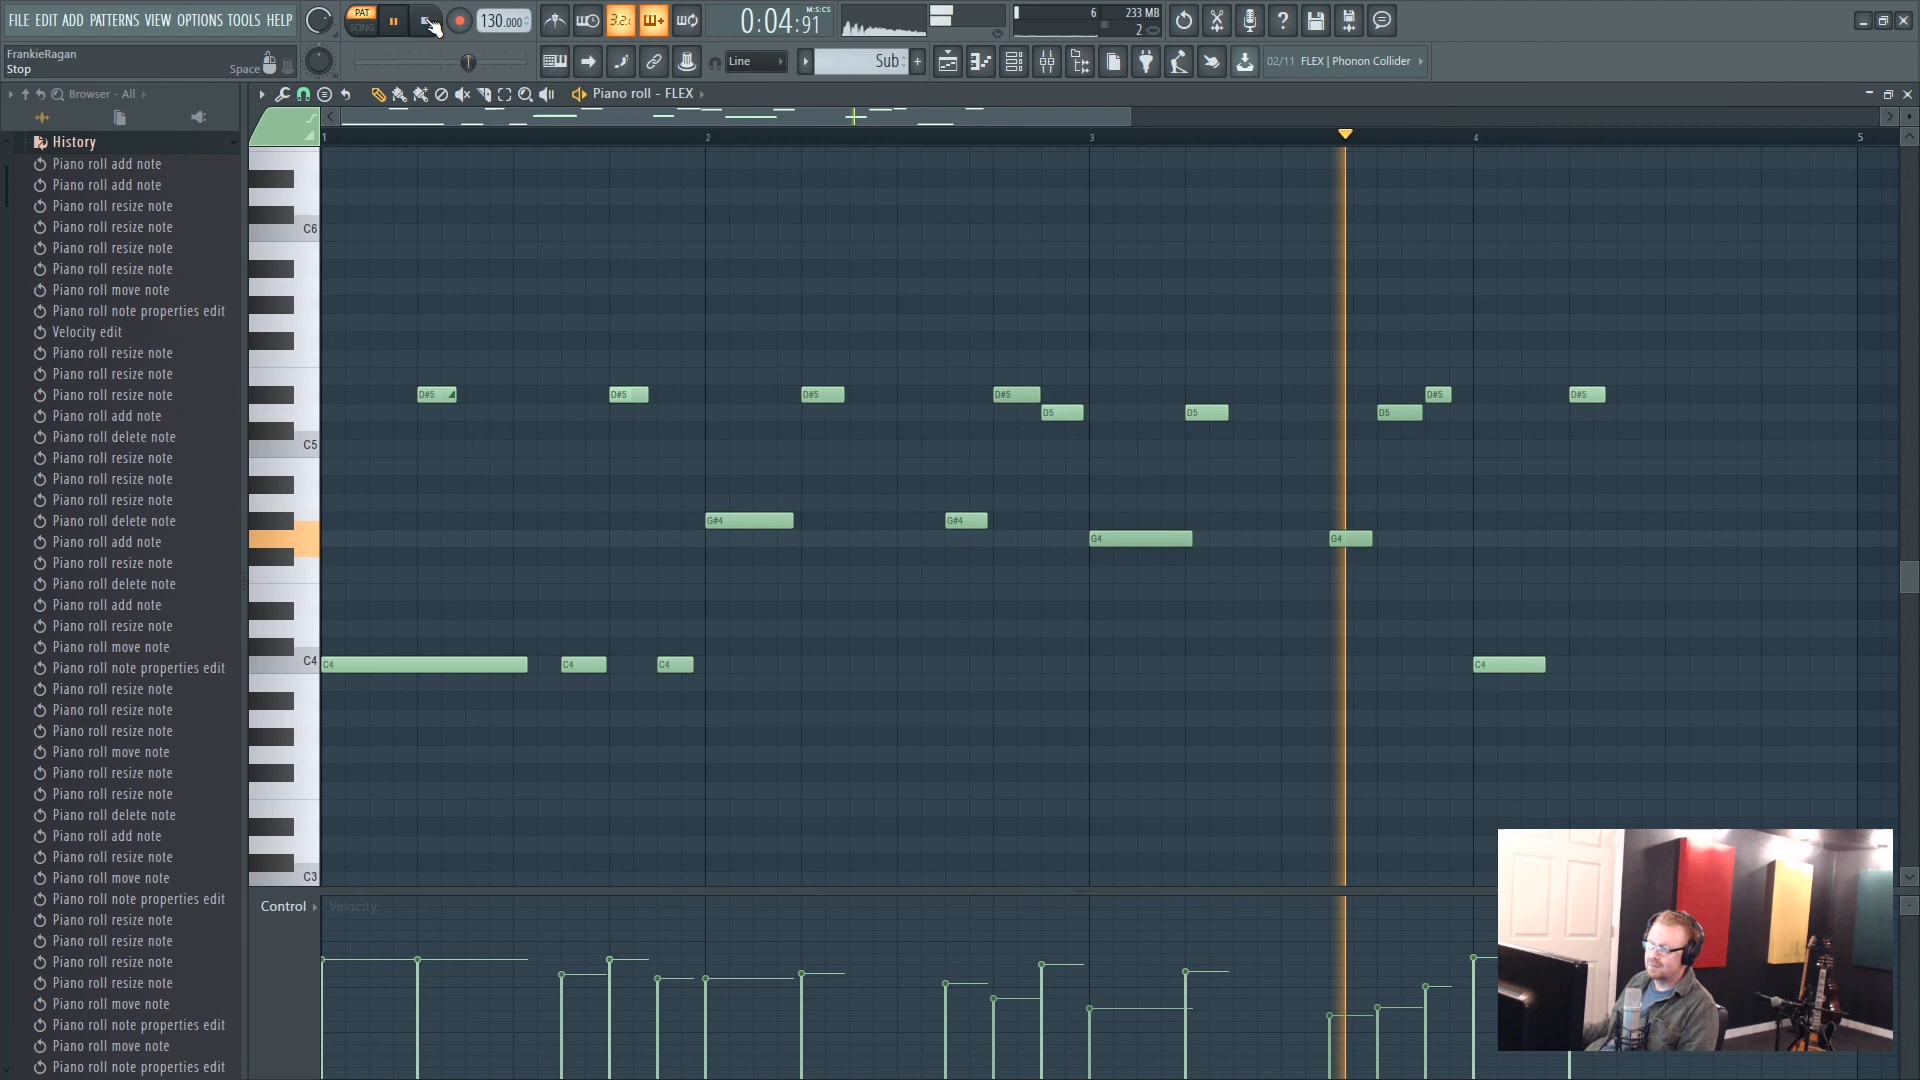 FILE EDIT ADD PATTERNS VIEW OPTIONS TOOLS HELP
PAT
SONG
130.000
3.2.
0:04:91
M:S:CS
6
233 MB
2
FrankieRagan
Stop
Space
Line
Sub
+
02/11 FLEX | Phonon Collider
Browser - All
Piano roll - FLEX
History
Piano roll add note
Piano roll add note
Piano roll resize note
Piano roll resize note
Piano roll resize note
Piano roll resize note
Piano roll move note
Piano roll note properties edit
Velocity edit
Piano roll resize note
Piano roll resize note
Piano roll resize note
Piano roll add note
Piano roll delete note
Piano roll resize note
Piano roll resize note
Piano roll resize note
Piano roll delete note
Piano roll add note
Piano roll resize note
Piano roll delete note
Piano roll add note
Piano roll resize note
Piano roll move note
Piano roll note properties edit
Piano roll resize note
Piano roll resize note
Piano roll resize note
Piano roll move note
Piano roll resize note
Piano roll resize note
Piano roll delete note
Piano roll add note
Piano roll resize note
Piano roll move note
Piano roll note properties edit
Piano roll resize note
Piano roll resize note
Piano roll resize note
Piano roll resize note
Piano roll move note
Piano roll note properties edit
Piano roll move note
Piano roll note properties edit
1 2 3 4 5
C6
D#5 D#5 D#5 D#5 D#5 D#5
D5 D5 D5
C5
G#4 G#4
G4 G4
C4 C4 C4 C4 C4
C3
Control Velocity